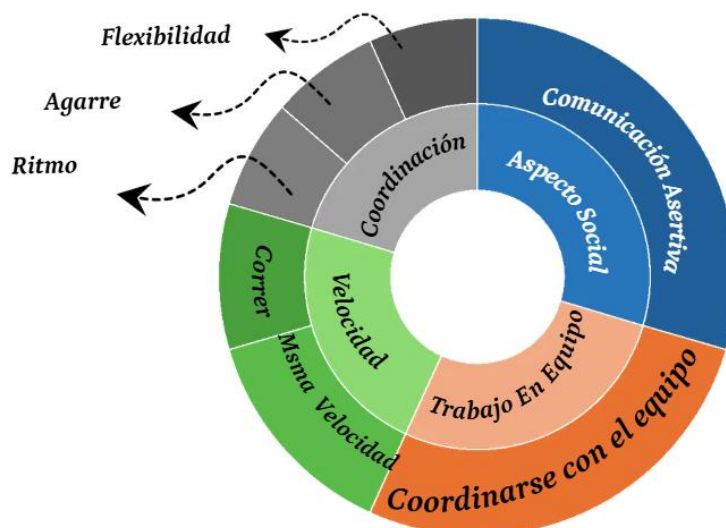 Flexibilidad
Agarre
Ritmo
Coordinación
Aspecto Social
Comunicación Asertiva
Correr
Velocidad
Msma Velocidad
Trabajo En Equipo
Coordinarse con el equipo